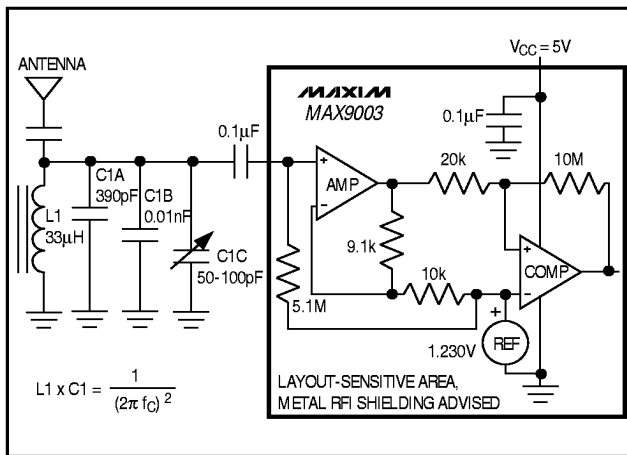 ANTENNA
V_CC = 5V
MAXIM
MAX9003
0.1µF
0.1µF
20k
10M
C1A
390pF
C1B
0.01nF
AMP
+
−
L1
33µH
9.1k
C1C
50-100pF
10k
5.1M
COMP
+
−
+
REF
1.230V
L1 x C1 = 1 / (2π f_C)²
LAYOUT-SENSITIVE AREA,
METAL RFI SHIELDING ADVISED